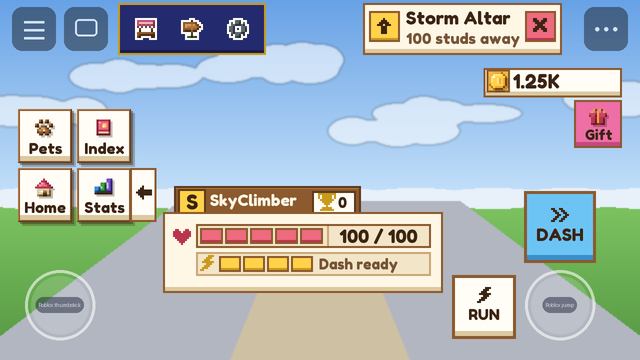 Storm Altar
100 studs away
1.25K
Gift
Pets
Index
Home
Stats
S
SkyClimber
0
100 / 100
Dash ready
DASH
RUN
Roblox thumbstick
Roblox jump